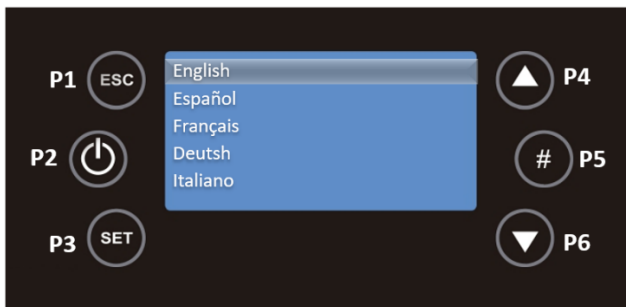 P1 ESC
P2
P3 SET
English
Español
Français
Deutsh
Italiano
P4
# P5
P6